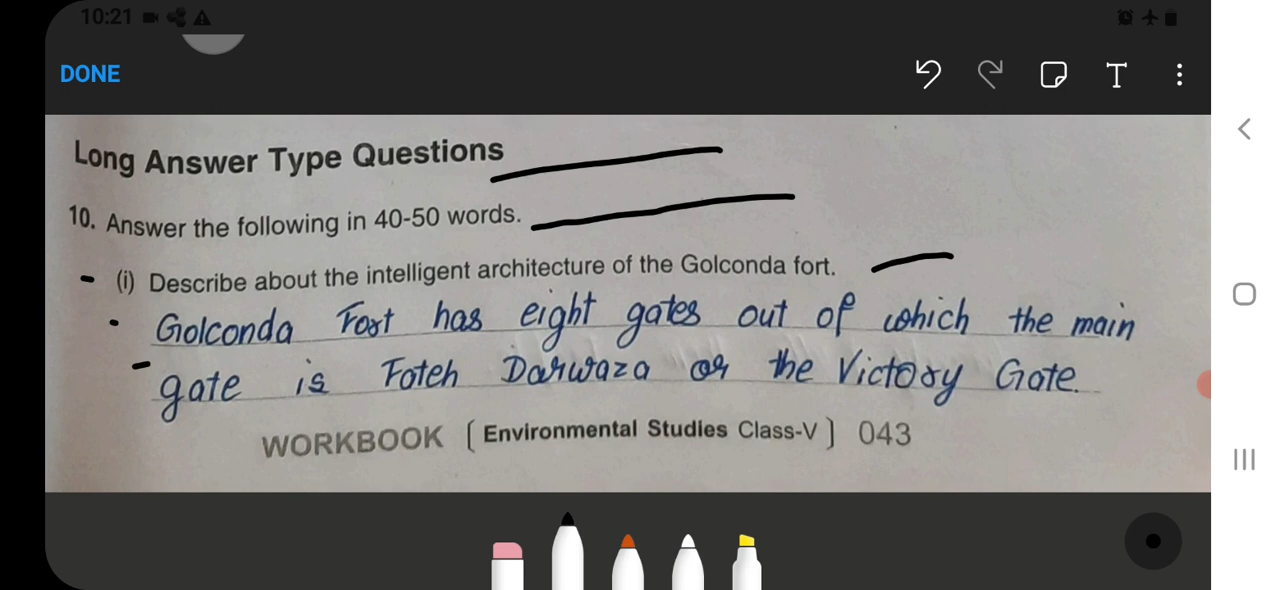 10:21
DONE
T
Long Answer Type Questions
10. Answer the following in 40-50 words.
(i) Describe about the intelligent architecture of the Golconda fort.
Golconda Fort has eight gates out of which the main
gate is Fateh Darwaza or the Victory Gate.
WORKBOOK [ Environmental Studies Class-V ] 043